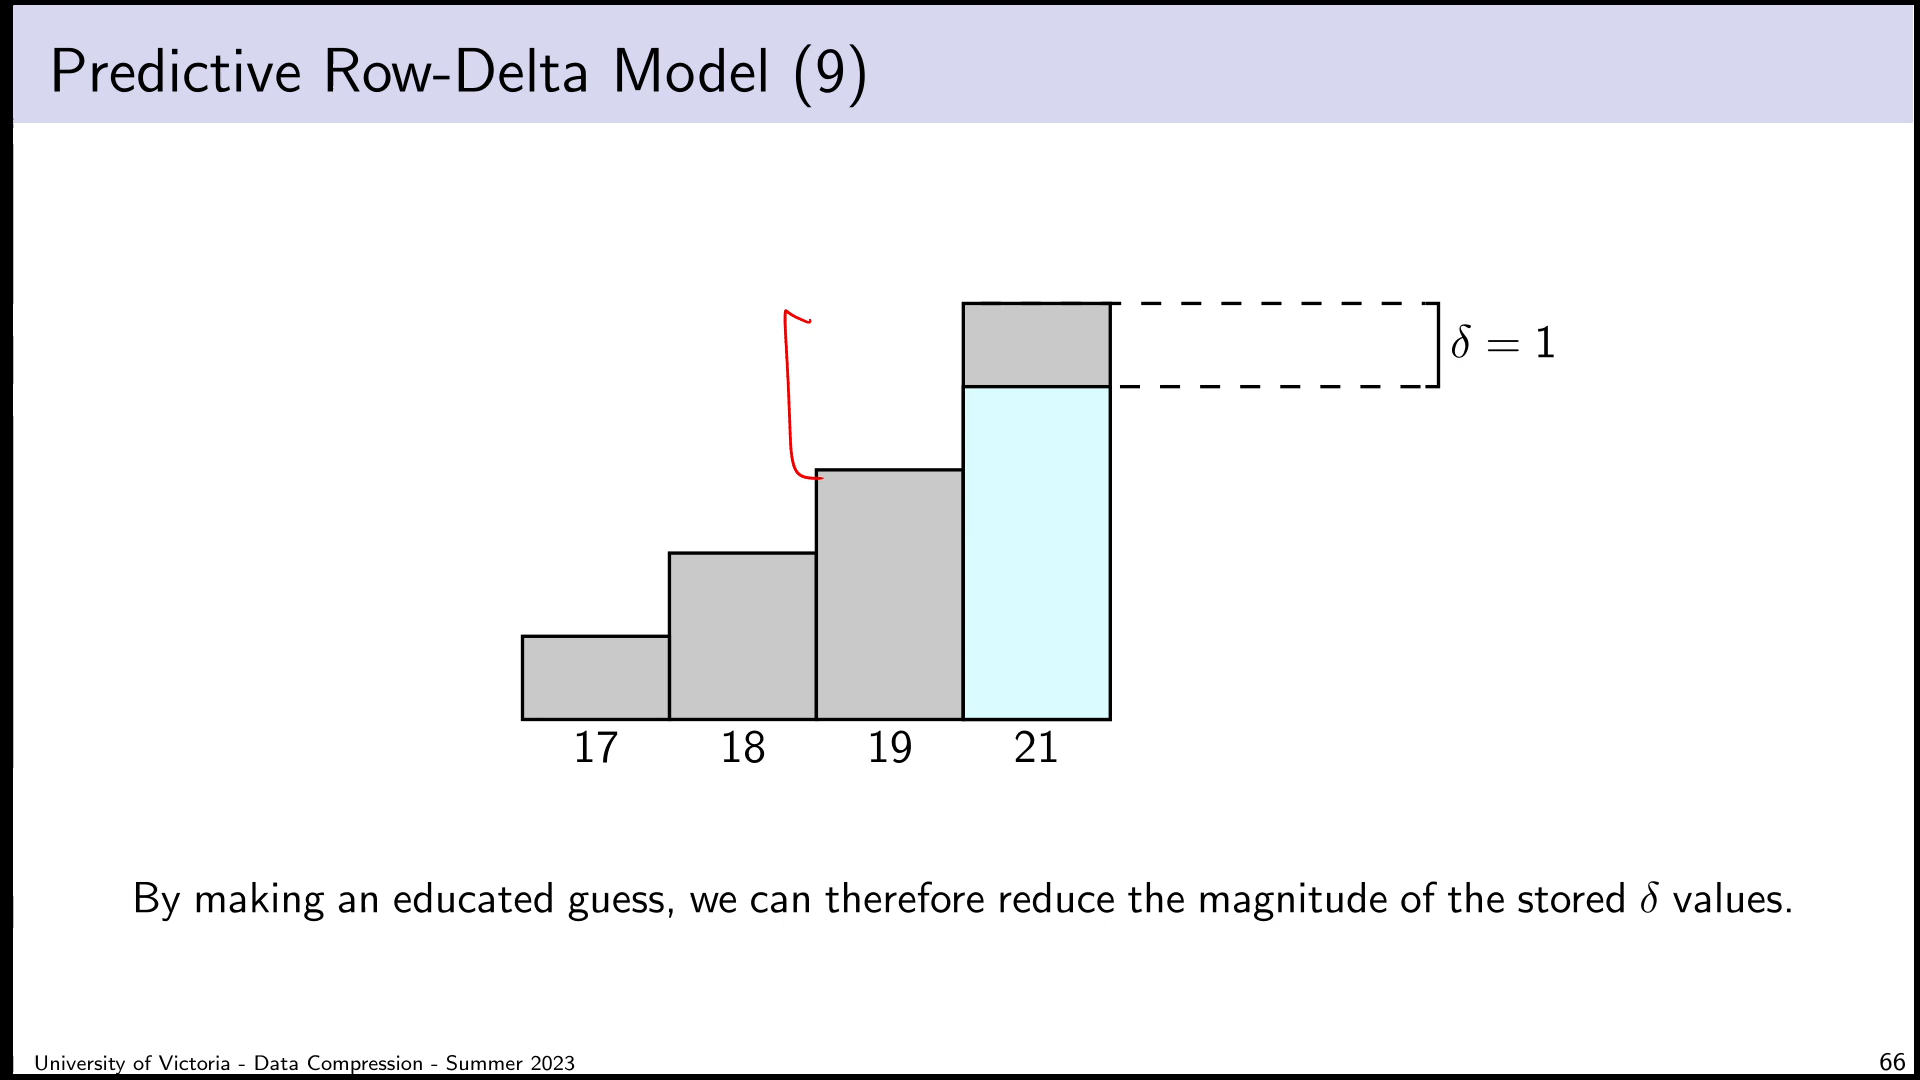 Predictive Row-Delta Model (9)
δ = 1
17 18 19 21
By making an educated guess, we can therefore reduce the magnitude of the stored δ values.
University of Victoria - Data Compression - Summer 2023
66